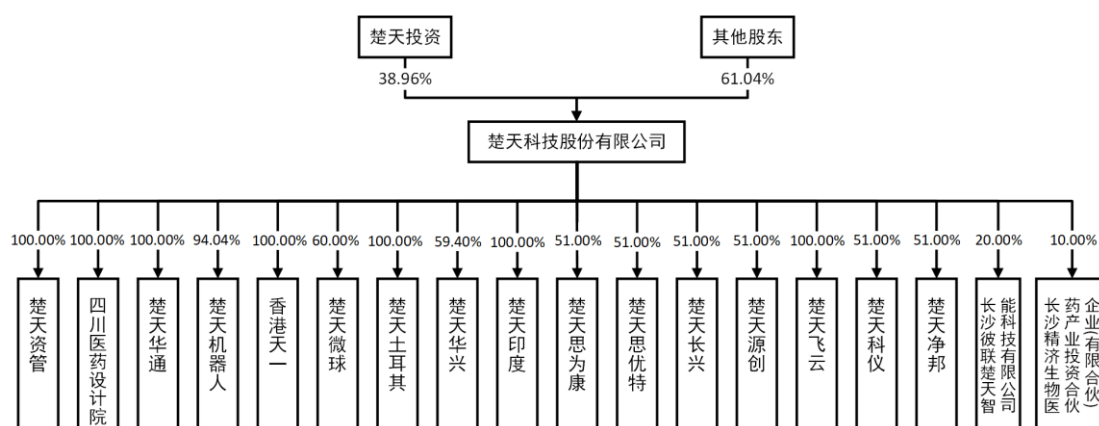 楚天投资
其他股东
38.96%
61.04%
楚天科技股份有限公司
100.00%
100.00%
100.00%
94.04%
100.00%
60.00%
100.00%
59.40%
100.00%
51.00%
51.00%
51.00%
51.00%
100.00%
51.00%
51.00%
20.00%
10.00%
楚天资管
四川医药设计院
楚天华通
楚天机器人
香港天一
楚天微球
楚天土耳其
楚天华兴
楚天印度
楚天思为康
楚天思优特
楚天长兴
楚天源创
楚天飞云
楚天科仪
楚天净邦
长沙彼联楚天智
能科技有限公司
长沙精济生物医
药产业投资合伙
企业(有限合伙)